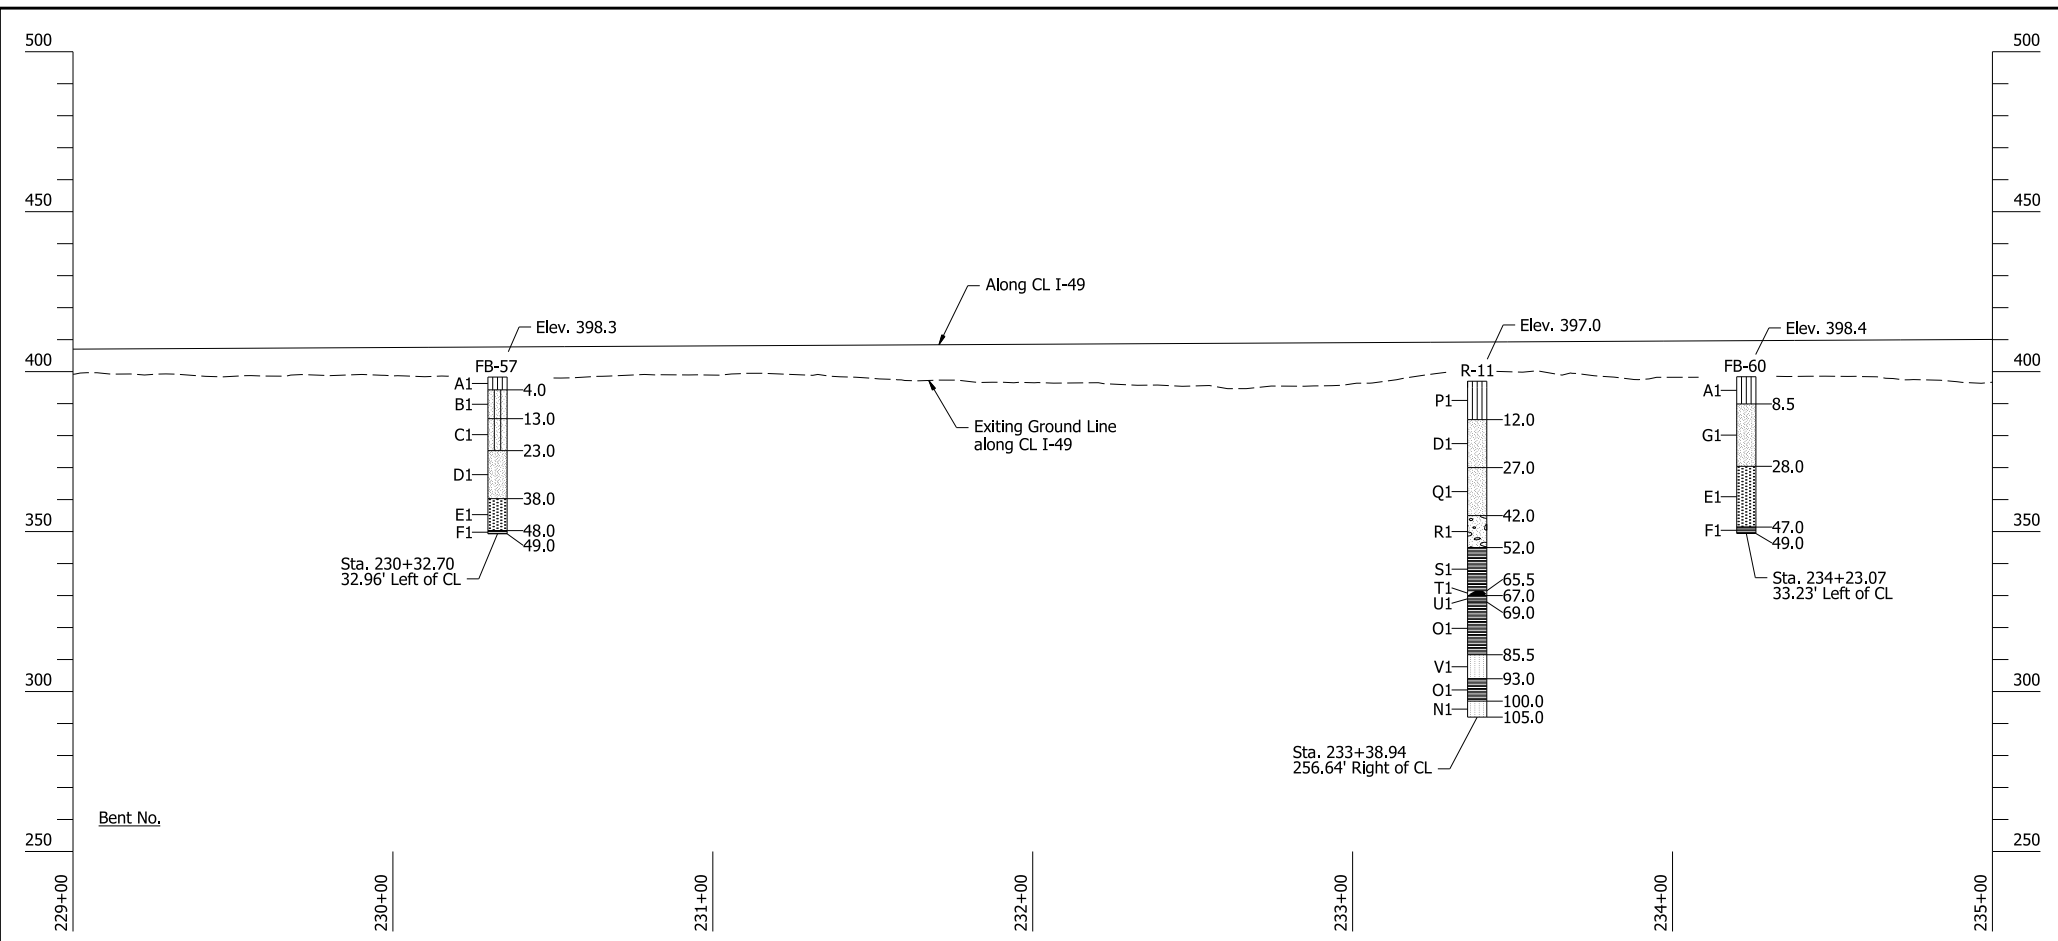 500
500
450
450
Along CL I-49
Elev. 398.3
Elev. 397.0
Elev. 398.4
400
400
FB-57
R-11
FB-60
A1
4.0
B1
13.0
C1
23.0
D1
38.0
E1
48.0
F1
49.0
Sta. 230+32.70
32.96' Left of CL
Exiting Ground Line
along CL I-49
P1
12.0
D1
27.0
Q1
42.0
R1
52.0
S1
65.5
T1
67.0
U1
69.0
O1
85.5
V1
93.0
O1
100.0
N1
105.0
Sta. 233+38.94
256.64' Right of CL
A1
8.5
G1
28.0
E1
47.0
F1
49.0
Sta. 234+23.07
33.23' Left of CL
350
350
300
300
Bent No.
250
250
229+00
230+00
231+00
232+00
233+00
234+00
235+00